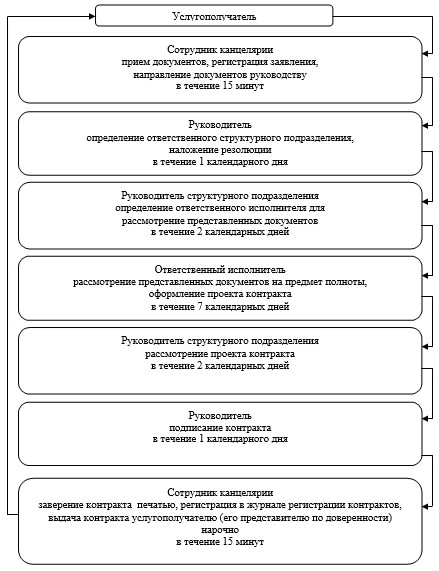 Услугополучатель
Сотрудник канцелярии
прием документов, регистрация заявления,
направление документов руководству
в течение 15 минут
Руководитель
определение ответственного структурного подразделения,
наложение резолюции
в течение 1 календарного дня
Руководитель структурного подразделения
определение ответственного исполнителя для
рассмотрение представленных документов
в течение 2 календарных дней
Ответственный исполнитель
рассмотрение представленных документов на предмет полноты,
оформление проекта контракта
в течение 7 календарных дней
Руководитель структурного подразделения
рассмотрение проекта контракта
в течение 2 календарных дней
Руководитель
подписание контракта
в течение 1 календарного дня
Сотрудник канцелярии
заверение контракта печатью, регистрация в журнале регистрации контрактов,
выдача контракта услугополучателю (его представителю по доверенности)
нарочно
в течение 15 минут